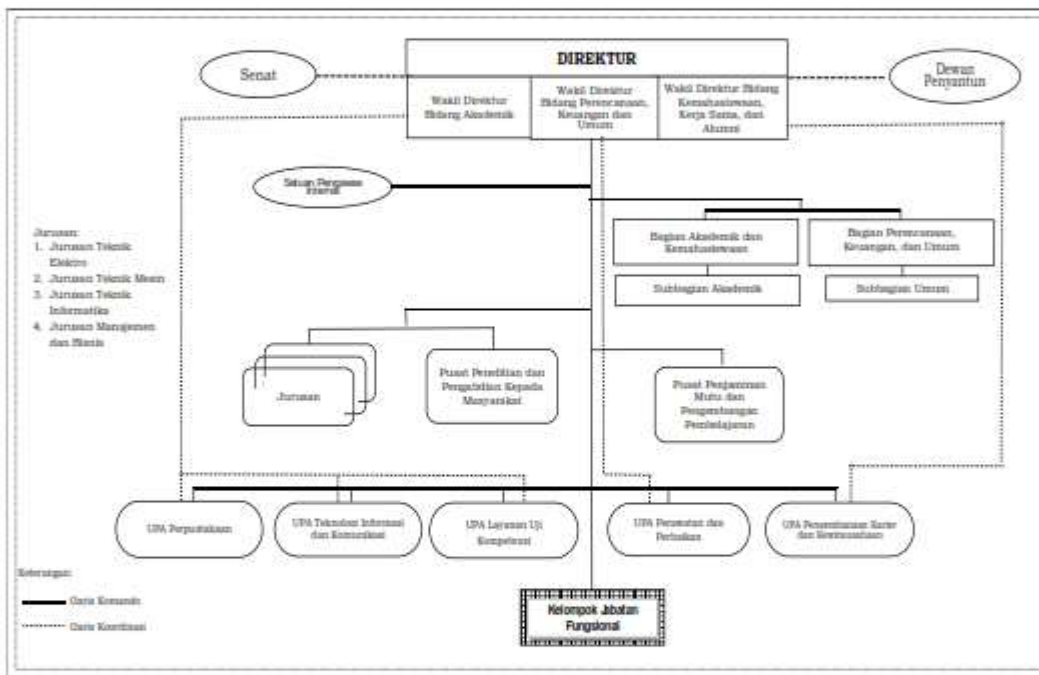 DIREKTUR
Senat
Dewan
Penyantun
Wakil Direktur
Bidang Akademik
Wakil Direktur
Bidang Perencanaan,
Keuangan dan
Umum
Wakil Direktur Bidang
Kemahasiswaan,
Kerja Sama, dan
Alumni
Satuan Pengawas
Internal
Bagian Akademik dan
Kemahasiswaan
Bagian Perencanaan,
Keuangan, dan Umum
Subbagian Akademik
Subbagian Umum
Jurusan:
1. Jurusan Teknik
Elektro
2. Jurusan Teknik Mesin
3. Jurusan Teknik
Informatika
4. Jurusan Manajemen
dan Bisnis
Jurusan
Pusat Penelitian dan
Pengabdian Kepada
Masyarakat
Pusat Penjaminan
Mutu dan
Pengembangan
Pembelajaran
UPA Perpustakaan
UPA Teknologi Informasi
dan Komunikasi
UPA Layanan Uji
Kompetensi
UPA Perawatan dan
Perbaikan
UPA Pengembangan Karier
dan Kewirausahaan
Keterangan:
Garis Komando
Garis Koordinasi
Kelompok Jabatan
Fungsional